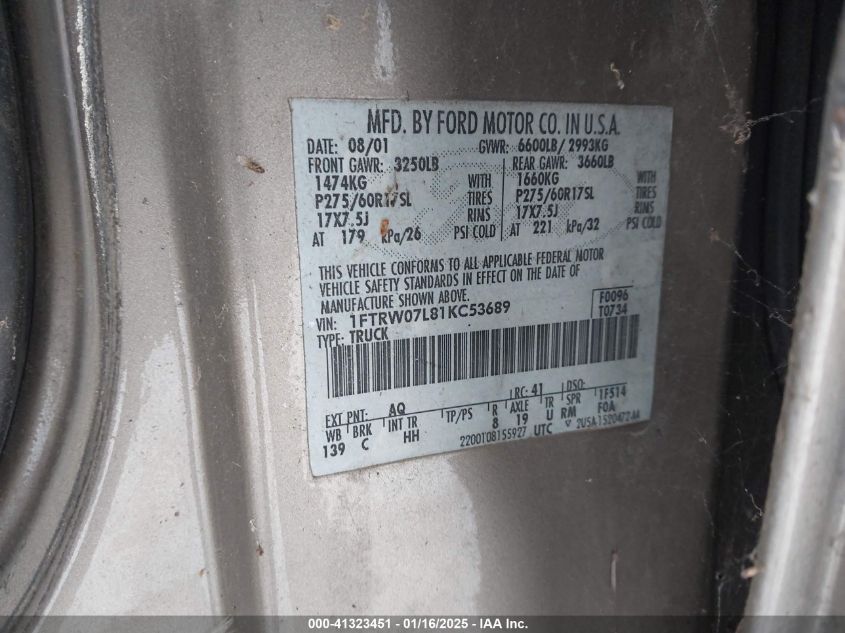 MFD. BY FORD MOTOR CO. IN U.S.A.
DATE: 08/01 GVWR: 6600LB/ 2993KG
FRONT GAWR: 3250LB REAR GAWR: 3660LB
1474KG WITH 1660KG WITH
P275/60R17SL TIRES P275/60R17SL TIRES
17X7.5J RIMS 17X7.5J RIMS
AT 179 kPa/26 PSI COLD AT 221 kPa/32 PSI COLD
THIS VEHICLE CONFORMS TO ALL APPLICABLE FEDERAL MOTOR
VEHICLE SAFETY STANDARDS IN EFFECT ON THE DATE OF
MANUFACTURE SHOWN ABOVE.
VIN: 1FTRW07L81KC53689 F0096
TYPE: TRUCK T0734
EXT PNT: AQ RC: 41 DSO:
WB BRK INT TR TP/PS R AXLE TR SPR 1F514
139 C HH 8 19 U RM FOA
2200T08155927 UTC 2U5A-1520472-AA
000-41323451 - 01/16/2025 - IAA Inc.